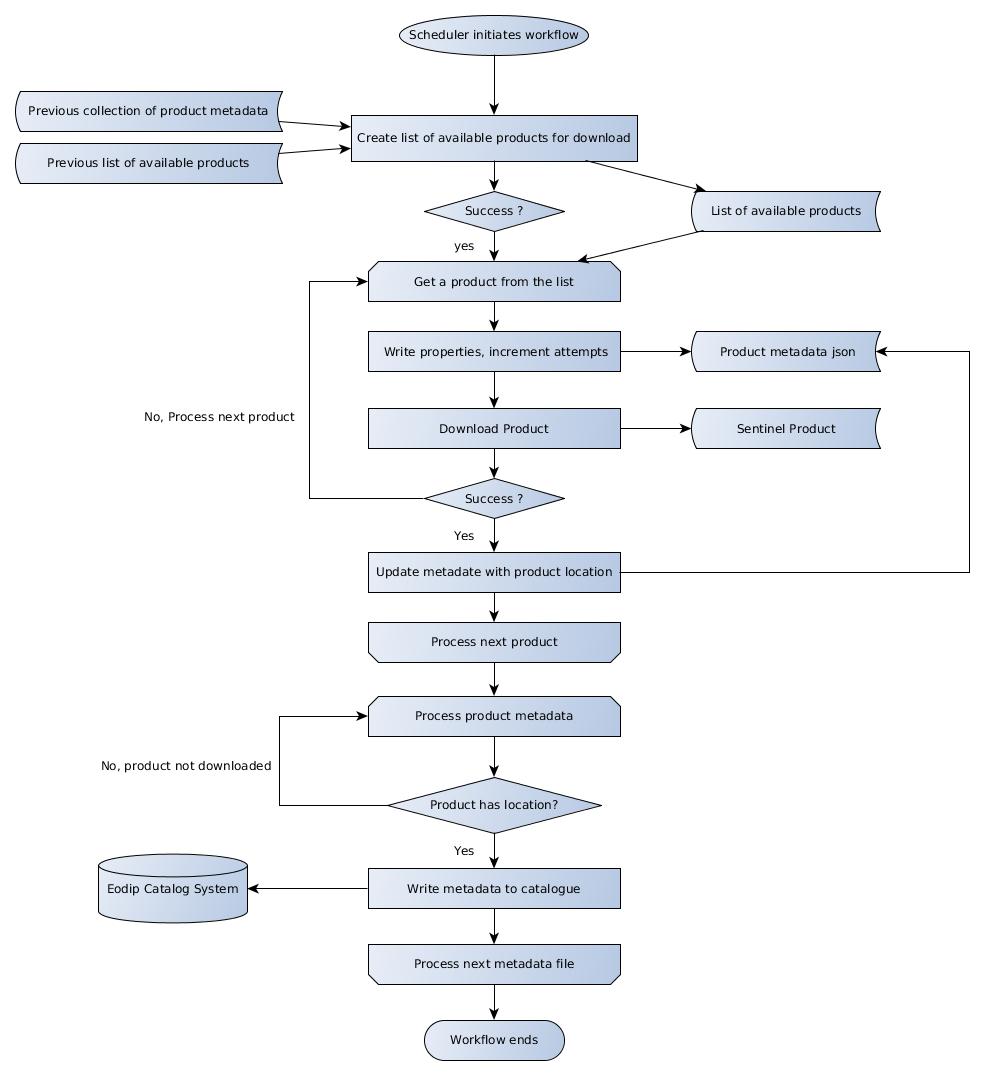 Scheduler initiates workflow
Previous collection of product metadata
Create list of available products for download
Previous list of available products
Success ?
List of available products
yes
Get a product from the list
Write properties, increment attempts
Product metadata json
No, Process next product
Download Product
Sentinel Product
Success ?
Yes
Update metadate with product location
Process next product
Process product metadata
No, product not downloaded
Product has location?
Yes
Eodip Catalog System
Write metadata to catalogue
Process next metadata file
Workflow ends